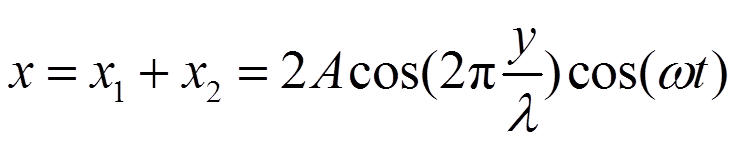 x = x₁ + x₂ = 2A cos(2π y/λ) cos(ωt)